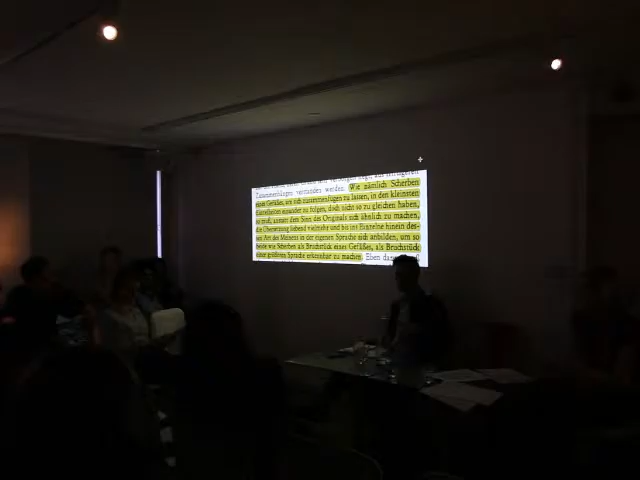 Zusammenhängen verstanden werden. Wie nämlich Scherben
eines Gefäßes, um sich zusammenfügen zu lassen, in den kleinsten
Einzelheiten einander zu folgen, doch nicht so zu gleichen haben,
so muß, anstatt dem Sinn des Originals sich ähnlich zu machen,
die Übersetzung liebend vielmehr und bis ins Einzelne hinein des-
sen Art des Meinens in der eigenen Sprache sich anbilden, um so
beide wie Scherben als Bruchstück eines Gefäßes, als Bruchstück
einer größeren Sprache erkennbar zu machen. Eben